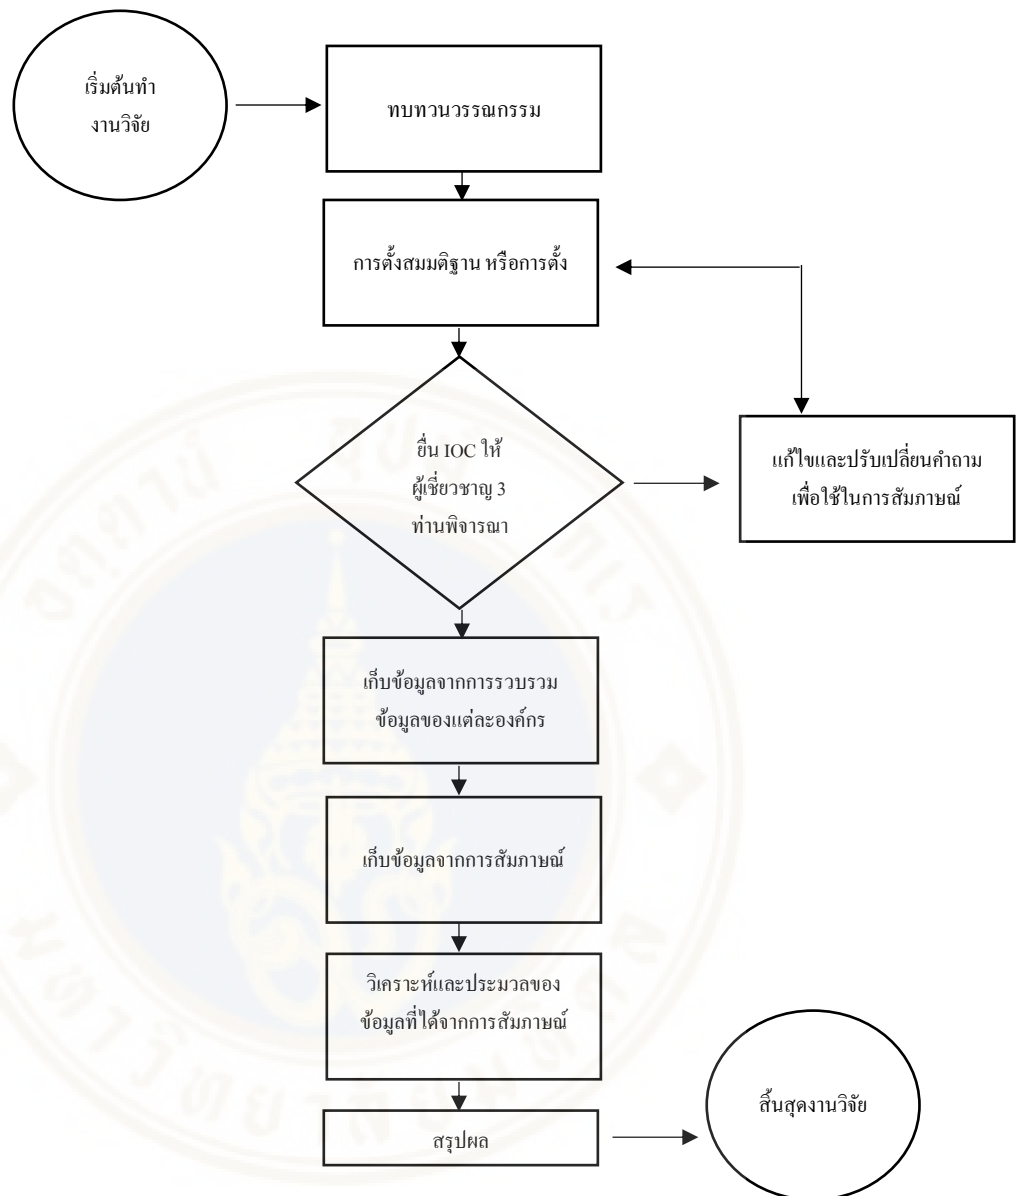 เริ่มต้นทำ
งานวิจัย
ทบทวนวรรณกรรม
การตั้งสมมติฐาน หรือการตั้ง
ยื่น IOC ให้
ผู้เชี่ยวชาญ 3
ท่านพิจารณา
แก้ไขและปรับเปลี่ยนคำถาม
เพื่อใช้ในการสัมภาษณ์
เก็บข้อมูลจากการรวบรวม
ข้อมูลของแต่ละองค์กร
เก็บข้อมูลจากการสัมภาษณ์
วิเคราะห์และประมวลของ
ข้อมูลที่ได้จากการสัมภาษณ์
สรุปผล
สิ้นสุดงานวิจัย